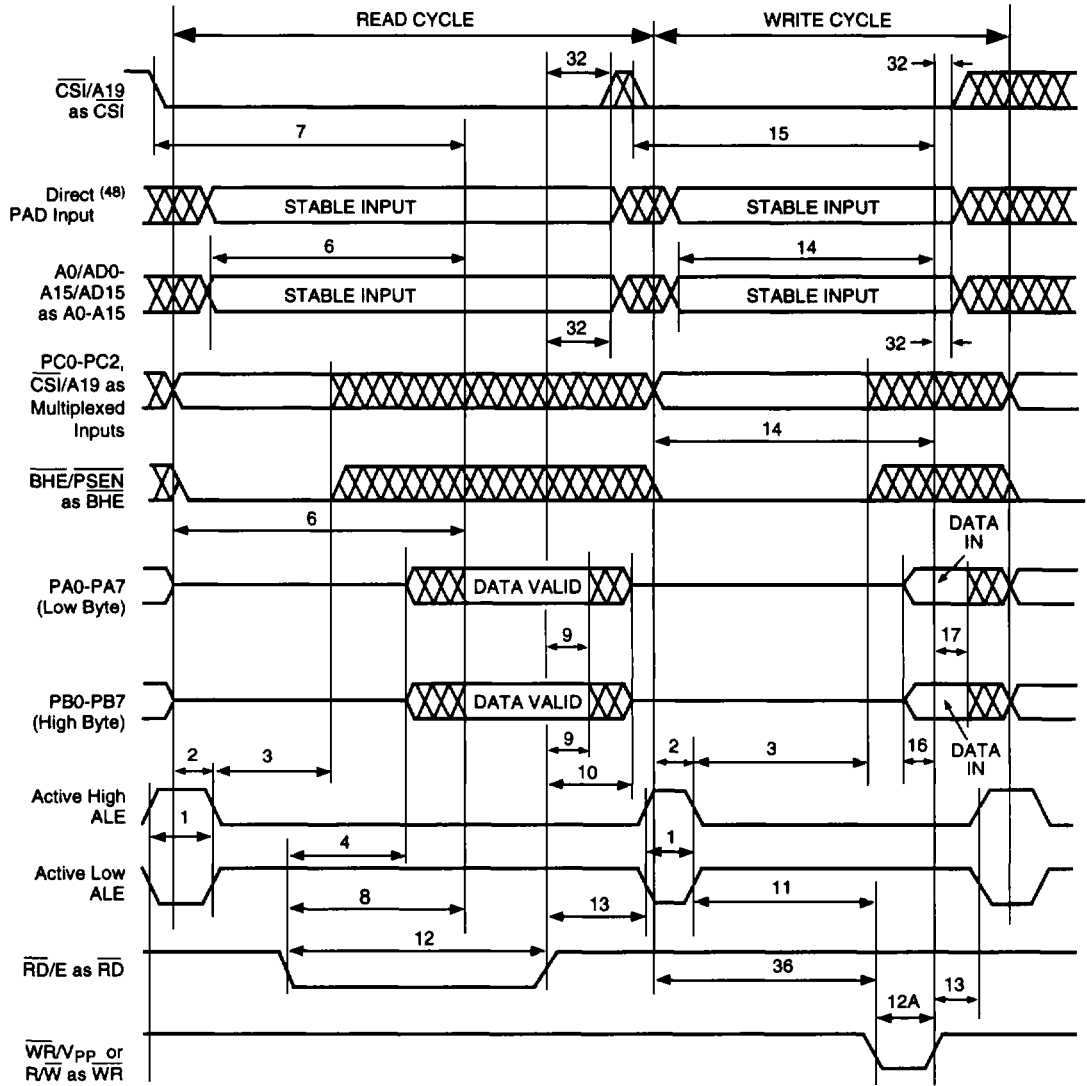 READ CYCLE
WRITE CYCLE
32
32
CSI/A19
as CSI
7
15
Direct (48)
PAD Input
STABLE INPUT
STABLE INPUT
6
14
A0/AD0-
A15/AD15
as A0-A15
STABLE INPUT
STABLE INPUT
32
32
PC0-PC2,
CSI/A19 as
Multiplexed
Inputs
14
BHE/PSEN
as BHE
6
DATA
IN
PA0-PA7
(Low Byte)
DATA VALID
9
17
PB0-PB7
(High Byte)
DATA VALID
9
16
DATA
IN
2
3
10
2
3
Active High
ALE
1
1
4
Active Low
ALE
8
13
11
12
RD/E as RD
36
13
12A
WR/VPP or
R/W as WR